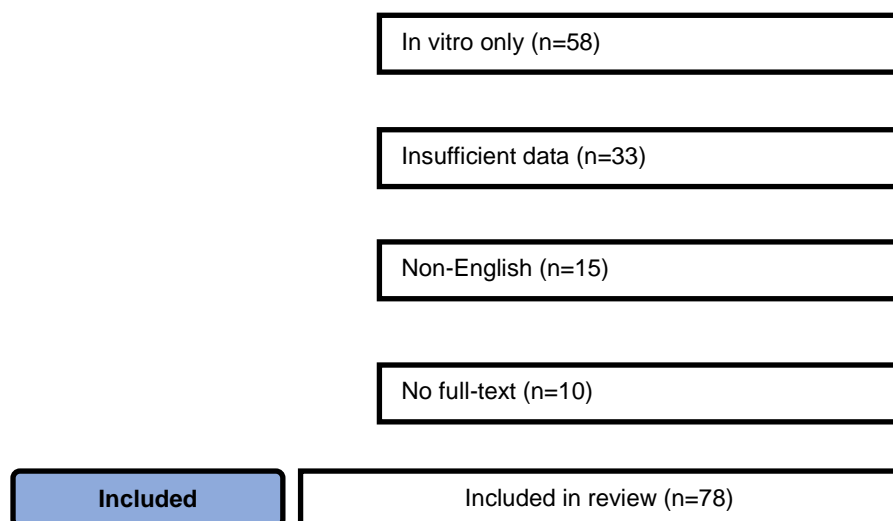 In vitro only (n=58)
Insufficient data (n=33)
Non-English (n=15)
No full-text (n=10)
Included
Included in review (n=78)